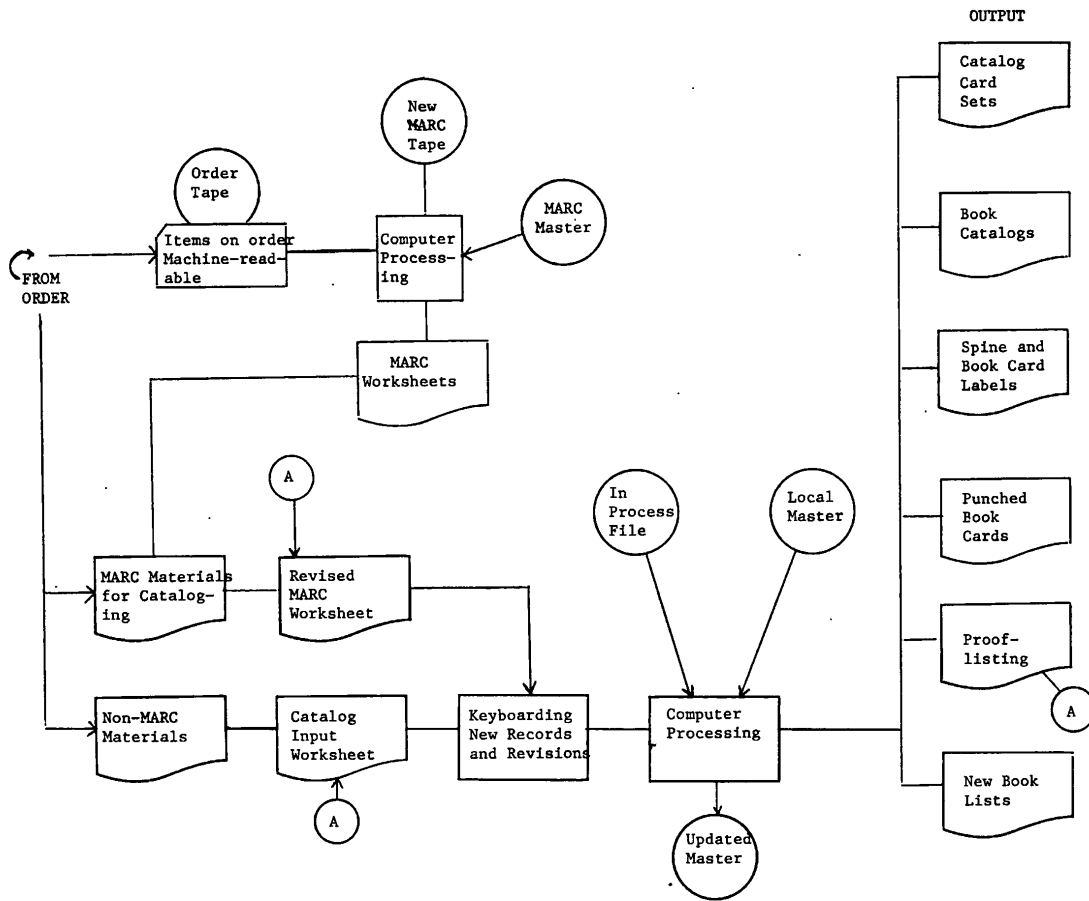 OUTPUT
Catalog
Card
Sets
New
MARC
Tape
Order
Tape
MARC
Master
Book
Catalogs
Items on order
Machine-read-
able
Computer
Process-
ing
FROM
ORDER
MARC
Worksheets
Spine and
Book Card
Labels
A
In
Process
File
Local
Master
Punched
Book
Cards
MARC Materials
for Catalog-
ing
Revised
MARC
Worksheet
Proof-
listing
A
Non-MARC
Materials
Catalog
Input
Worksheet
Keyboarding
New Records
and Revisions
Computer
Processing
New Book
Lists
A
Updated
Master